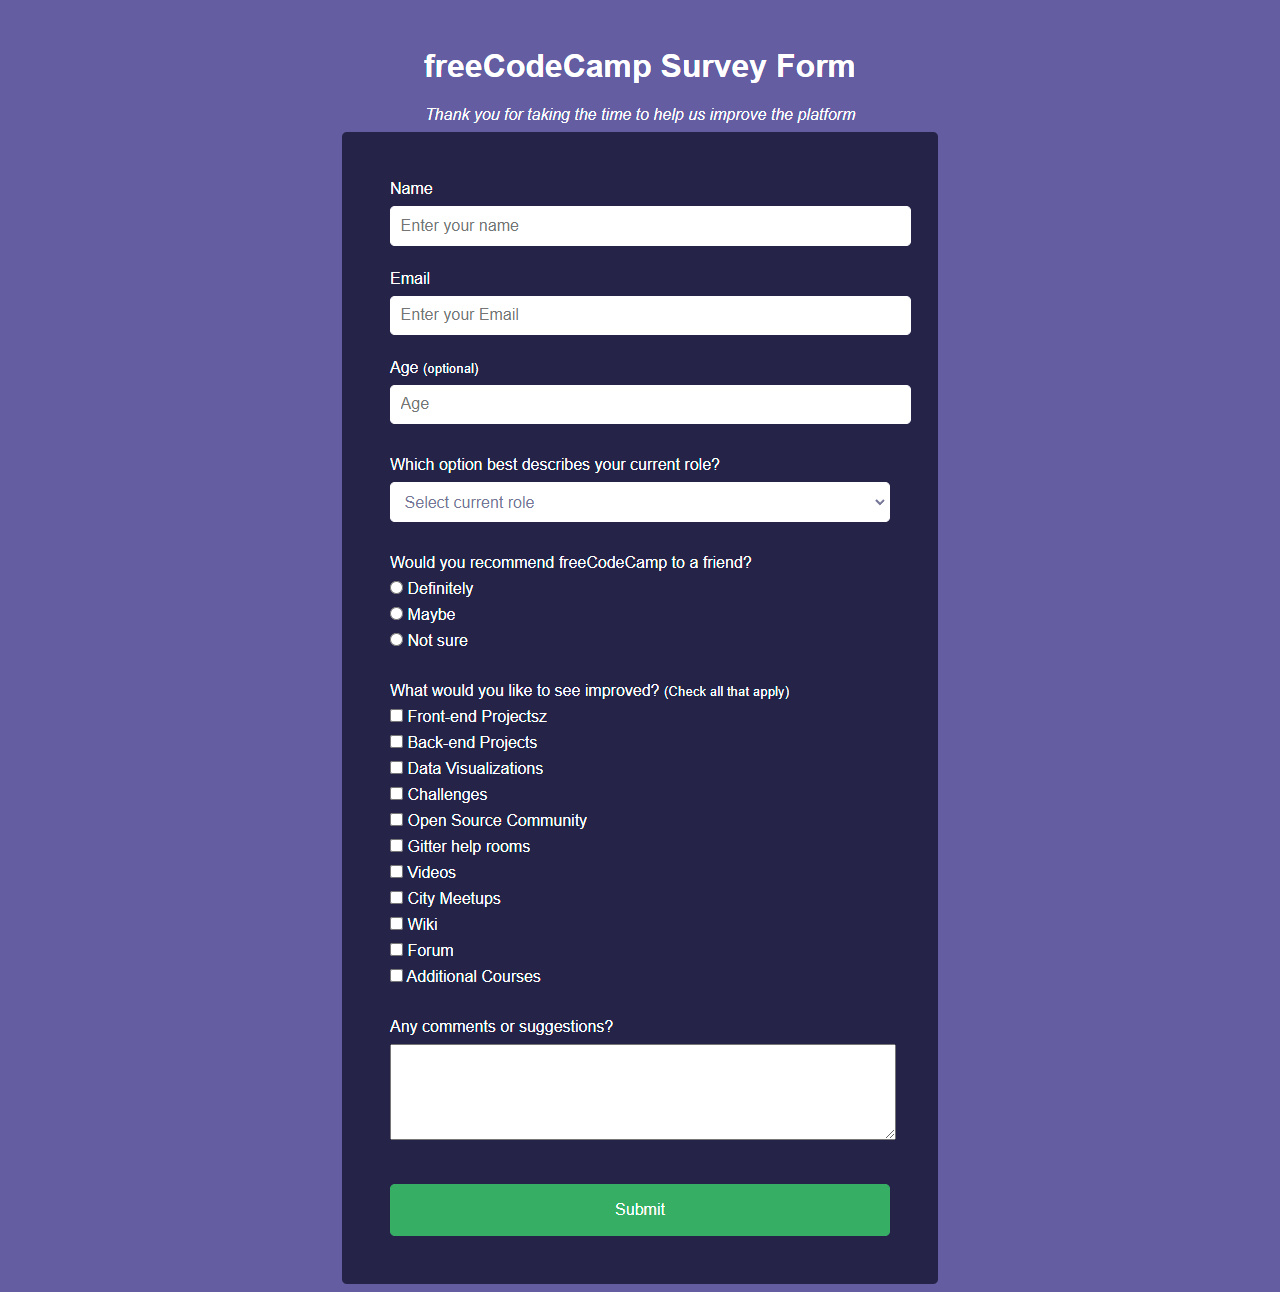 freeCodeCamp Survey Form
Thank you for taking the time to help us improve the platform
Name
Enter your name
Email
Enter your Email
Age (optional)
Age
Which option best describes your current role?
Select current role
Would you recommend freeCodeCamp to a friend?
Definitely
Maybe
Not sure
What would you like to see improved? (Check all that apply)
Front-end Projectsz
Back-end Projects
Data Visualizations
Challenges
Open Source Community
Gitter help rooms
Videos
City Meetups
Wiki
Forum
Additional Courses
Any comments or suggestions?
Submit